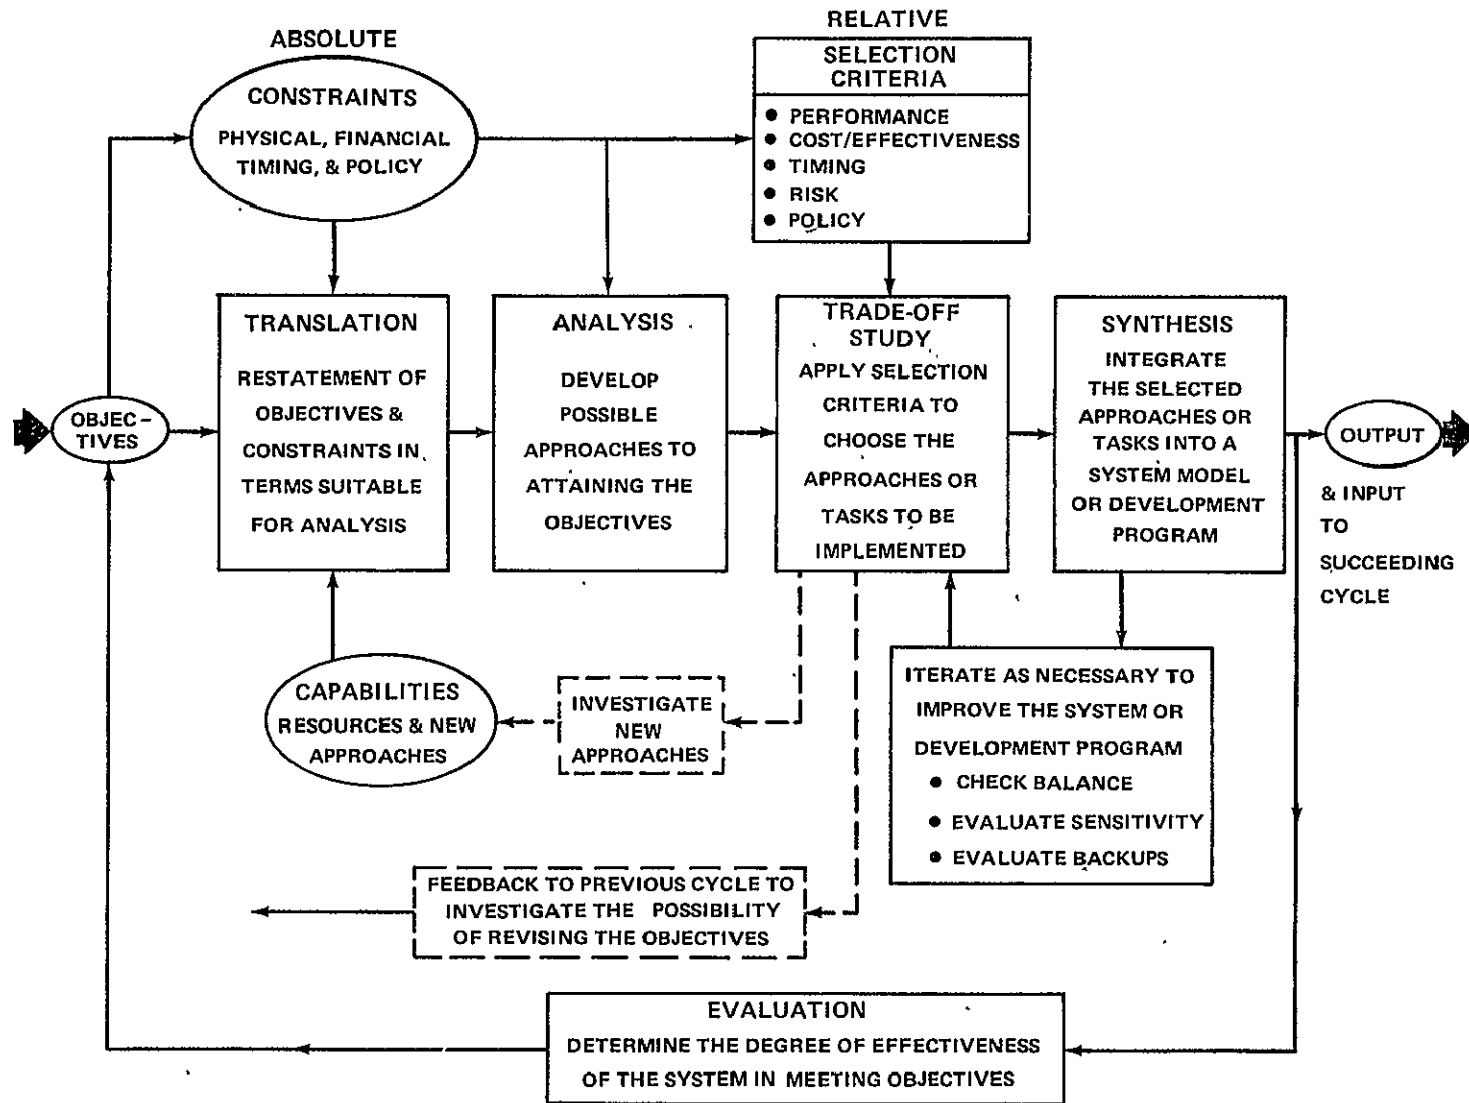 ABSOLUTE
CONSTRAINTS
PHYSICAL, FINANCIAL
TIMING, & POLICY
RELATIVE
SELECTION
CRITERIA
● PERFORMANCE
● COST/EFFECTIVENESS
● TIMING
● RISK
● POLICY
OBJEC-
TIVES
TRANSLATION
RESTATEMENT OF
OBJECTIVES &
CONSTRAINTS IN
TERMS SUITABLE
FOR ANALYSIS
ANALYSIS
DEVELOP
POSSIBLE
APPROACHES TO
ATTAINING THE
OBJECTIVES
TRADE-OFF
STUDY
APPLY SELECTION
CRITERIA TO
CHOOSE THE
APPROACHES OR
TASKS TO BE
IMPLEMENTED
SYNTHESIS
INTEGRATE
THE SELECTED
APPROACHES OR
TASKS INTO A
SYSTEM MODEL
OR DEVELOPMENT
PROGRAM
OUTPUT
& INPUT
TO
SUCCEEDING
CYCLE
CAPABILITIES
RESOURCES & NEW
APPROACHES
INVESTIGATE
NEW
APPROACHES
ITERATE AS NECESSARY TO
IMPROVE THE SYSTEM OR
DEVELOPMENT PROGRAM
● CHECK BALANCE
● EVALUATE SENSITIVITY
● EVALUATE BACKUPS
FEEDBACK TO PREVIOUS CYCLE TO
INVESTIGATE THE POSSIBILITY
OF REVISING THE OBJECTIVES
EVALUATION
DETERMINE THE DEGREE OF EFFECTIVENESS
OF THE SYSTEM IN MEETING OBJECTIVES